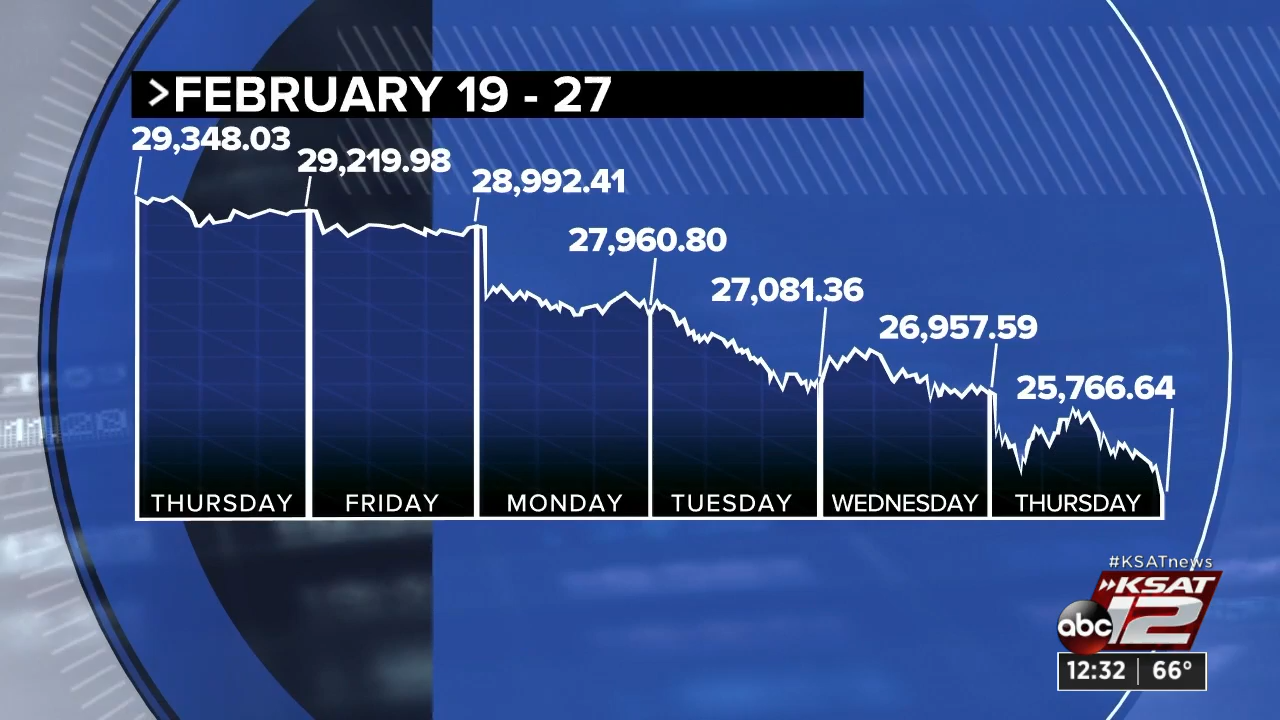 >FEBRUARY 19 - 27
29,348.03
29,219.98
28,992.41
27,960.80
27,081.36
26,957.59
25,766.64
THURSDAY FRIDAY MONDAY TUESDAY WEDNESDAY THURSDAY
#KSATnews
KSAT
abc 12
12:32 66°